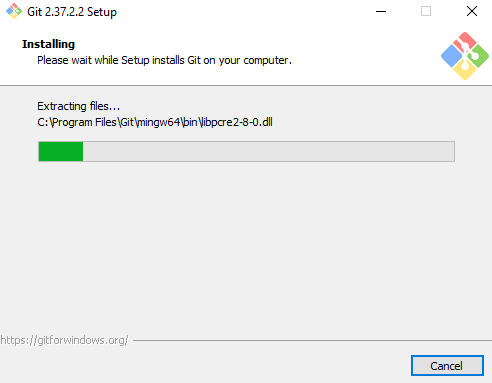 Git 2.37.2.2 Setup
Installing
Please wait while Setup installs Git on your computer.
Extracting files...
C:\Program Files\Git\mingw64\bin\libpcre2-8-0.dll
https://gitforwindows.org/
Cancel